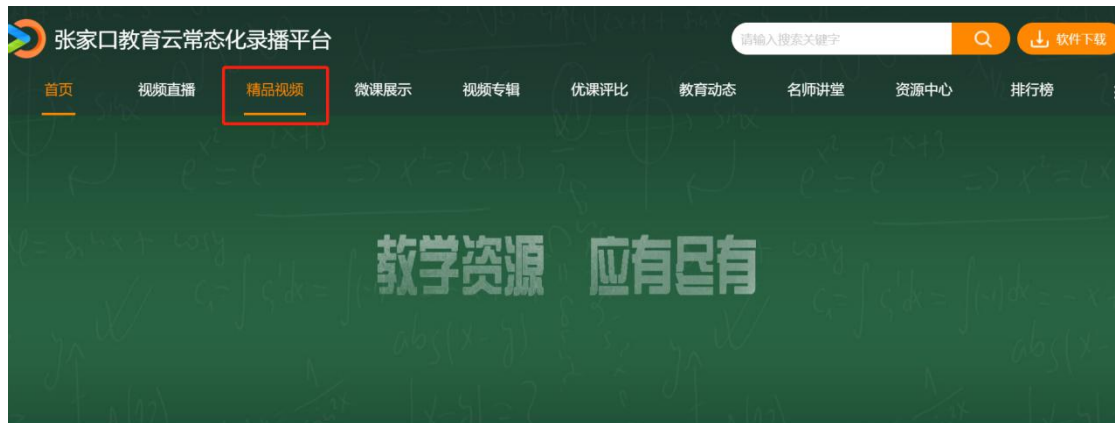 张家口教育云常态化录播平台
请输入搜索关键字
软件下载
首页 视频直播 精品视频 微课展示 视频专辑 优课评比 教育动态 名师讲堂 资源中心 排行榜
教学资源 应有尽有